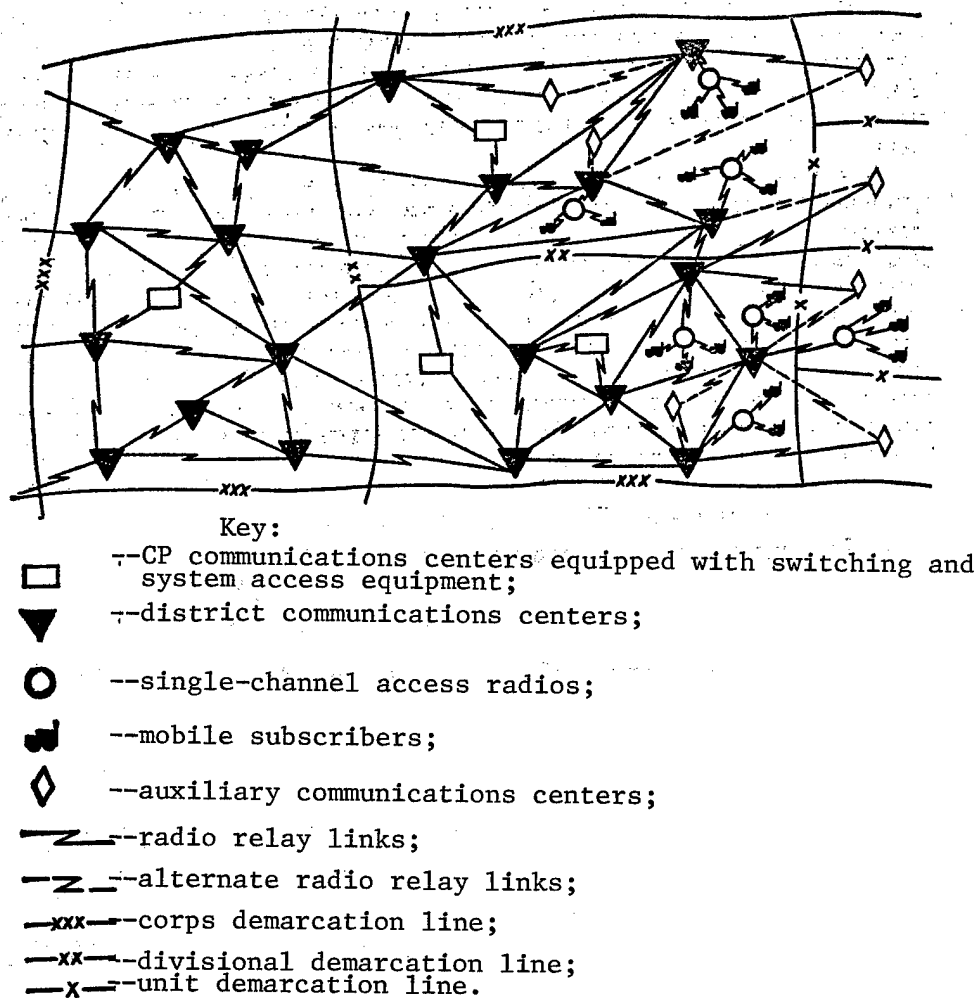 xxx
x
x
xx
x
xxx
xx
x
x
xxx
xxx
Key:
--CP communications centers equipped with switching and
system access equipment;
--district communications centers;
--single-channel access radios;
--mobile subscribers;
--auxiliary communications centers;
--radio relay links;
--alternate radio relay links;
xxx--corps demarcation line;
xx--divisional demarcation line;
x--unit demarcation line.